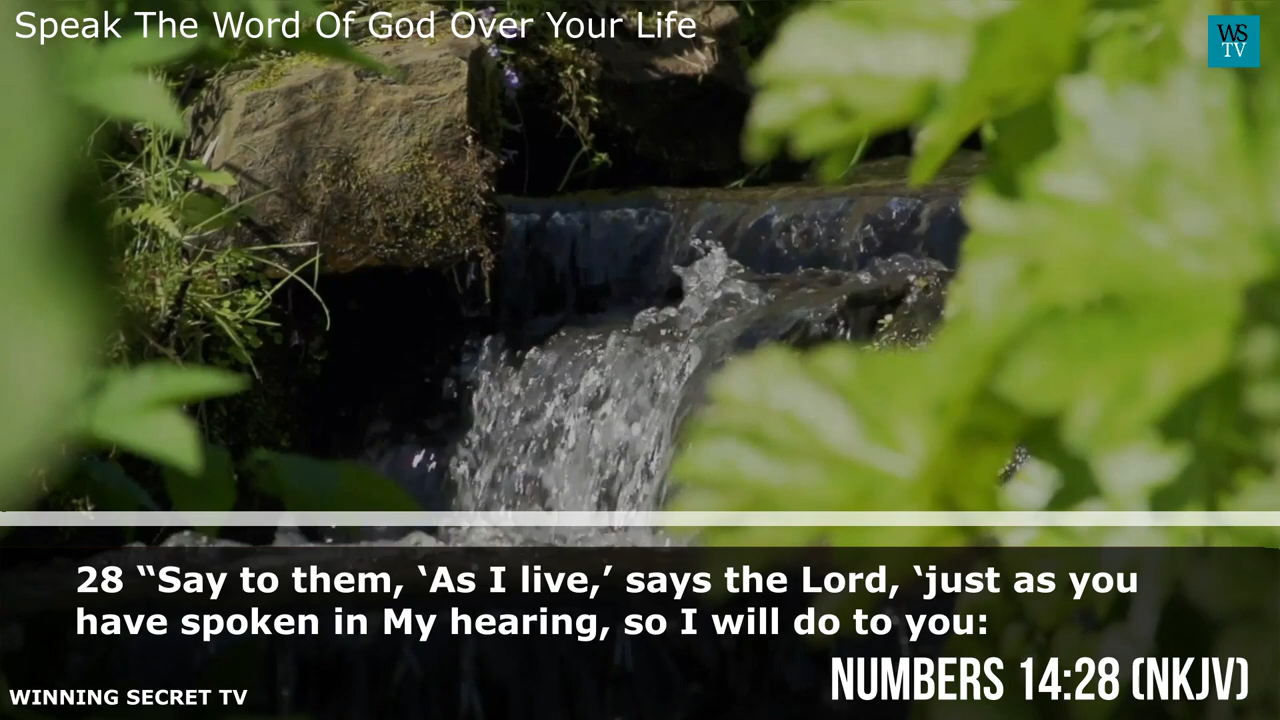 Speak The Word Of God Over Your Life
WS
TV
28 “Say to them, ‘As I live,’ says the Lord, ‘just as you
have spoken in My hearing, so I will do to you:
NUMBERS 14:28 (NKJV)
WINNING SECRET TV